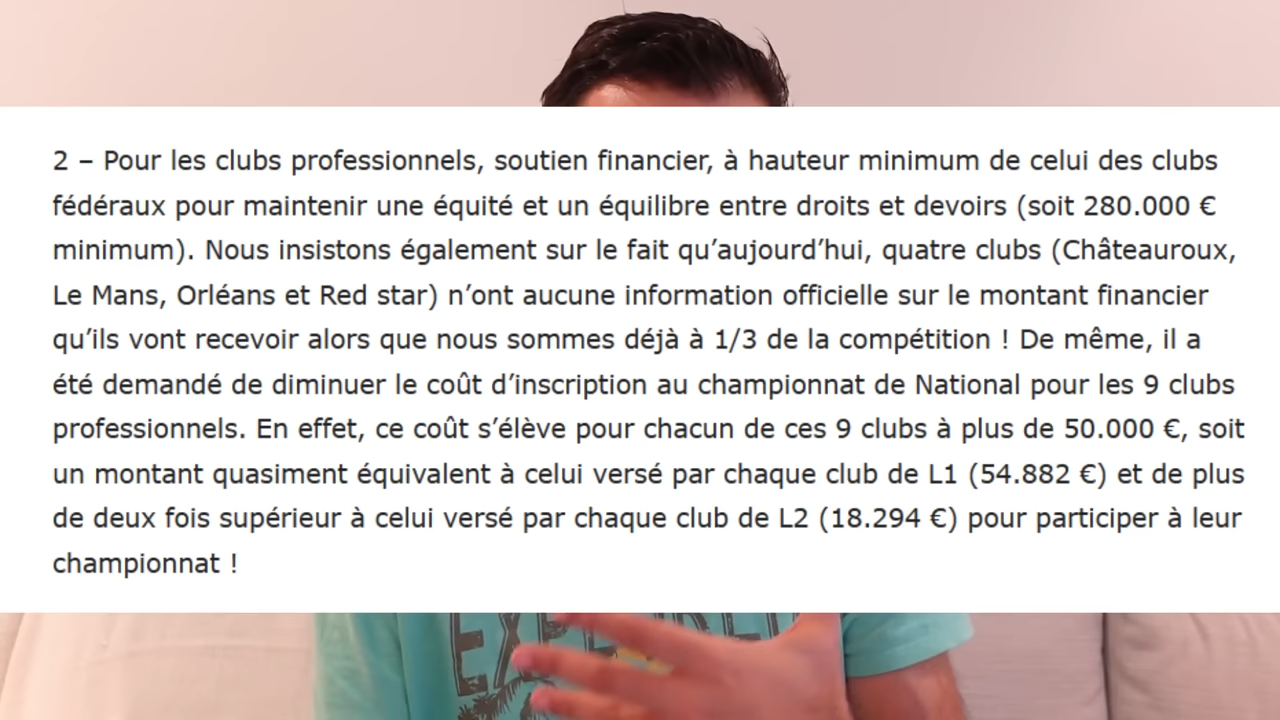 2 – Pour les clubs professionnels, soutien financier, à hauteur minimum de celui des clubs
fédéraux pour maintenir une équité et un équilibre entre droits et devoirs (soit 280.000 €
minimum). Nous insistons également sur le fait qu’aujourd’hui, quatre clubs (Châteauroux,
Le Mans, Orléans et Red star) n’ont aucune information officielle sur le montant financier
qu’ils vont recevoir alors que nous sommes déjà à 1/3 de la compétition ! De même, il a
été demandé de diminuer le coût d’inscription au championnat de National pour les 9 clubs
professionnels. En effet, ce coût s’élève pour chacun de ces 9 clubs à plus de 50.000 €, soit
un montant quasiment équivalent à celui versé par chaque club de L1 (54.882 €) et de plus
de deux fois supérieur à celui versé par chaque club de L2 (18.294 €) pour participer à leur
championnat !